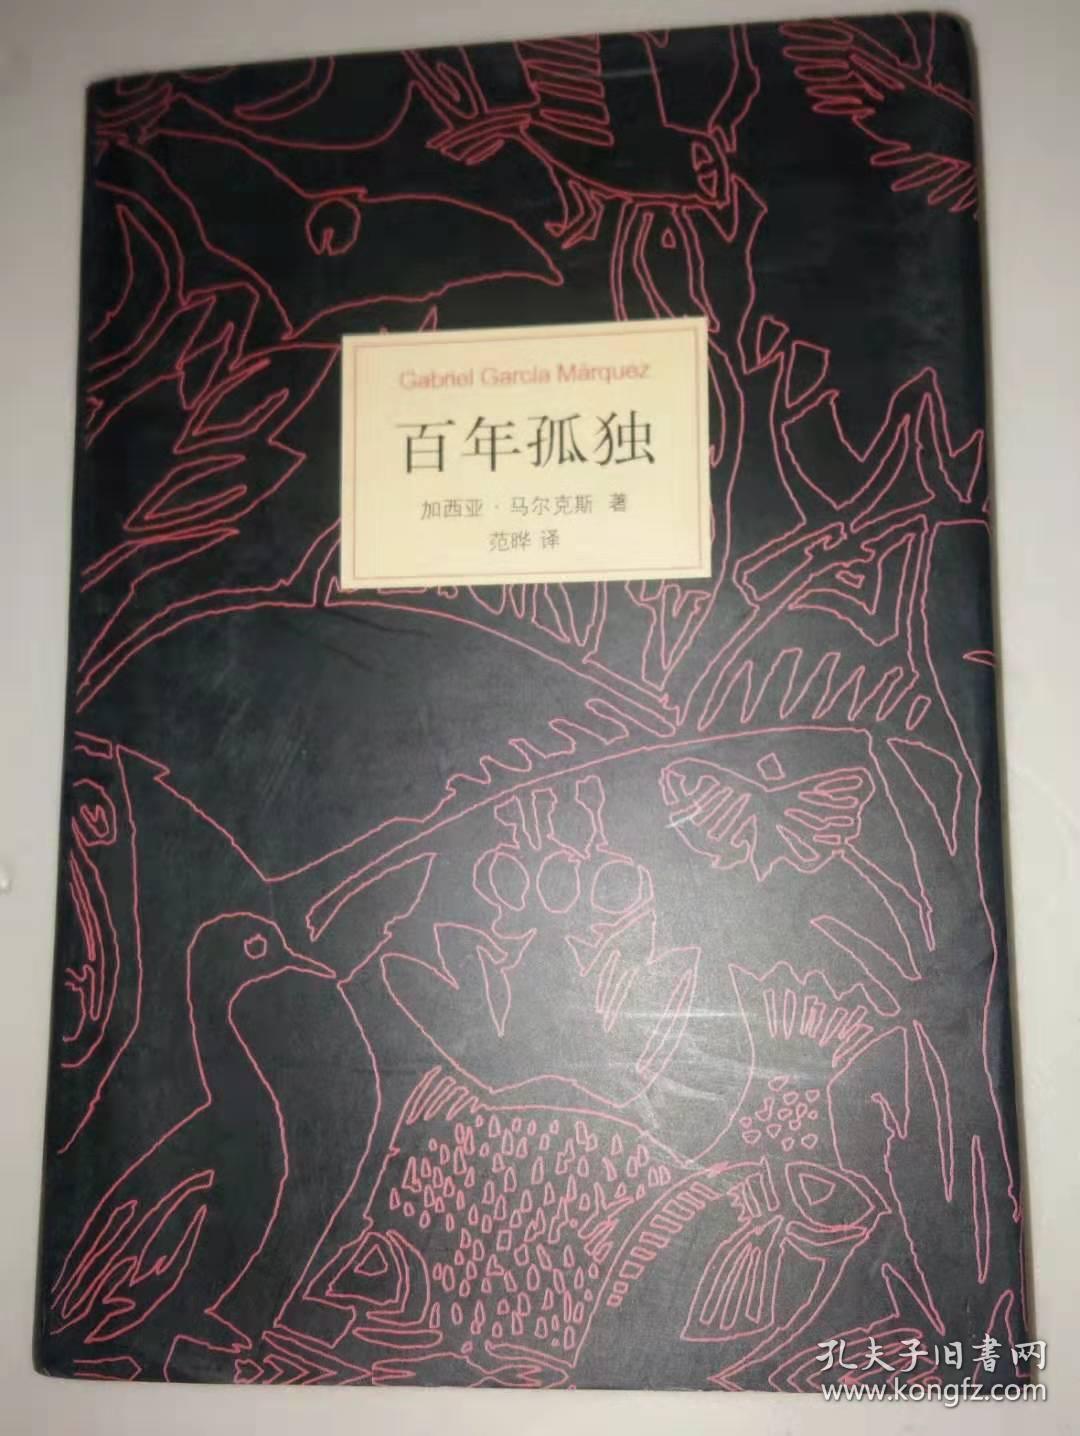 Gabriel García Márquez
百年孤独
加西亚·马尔克斯 著
范晔 译
孔夫子旧書网
www.kongfz.com